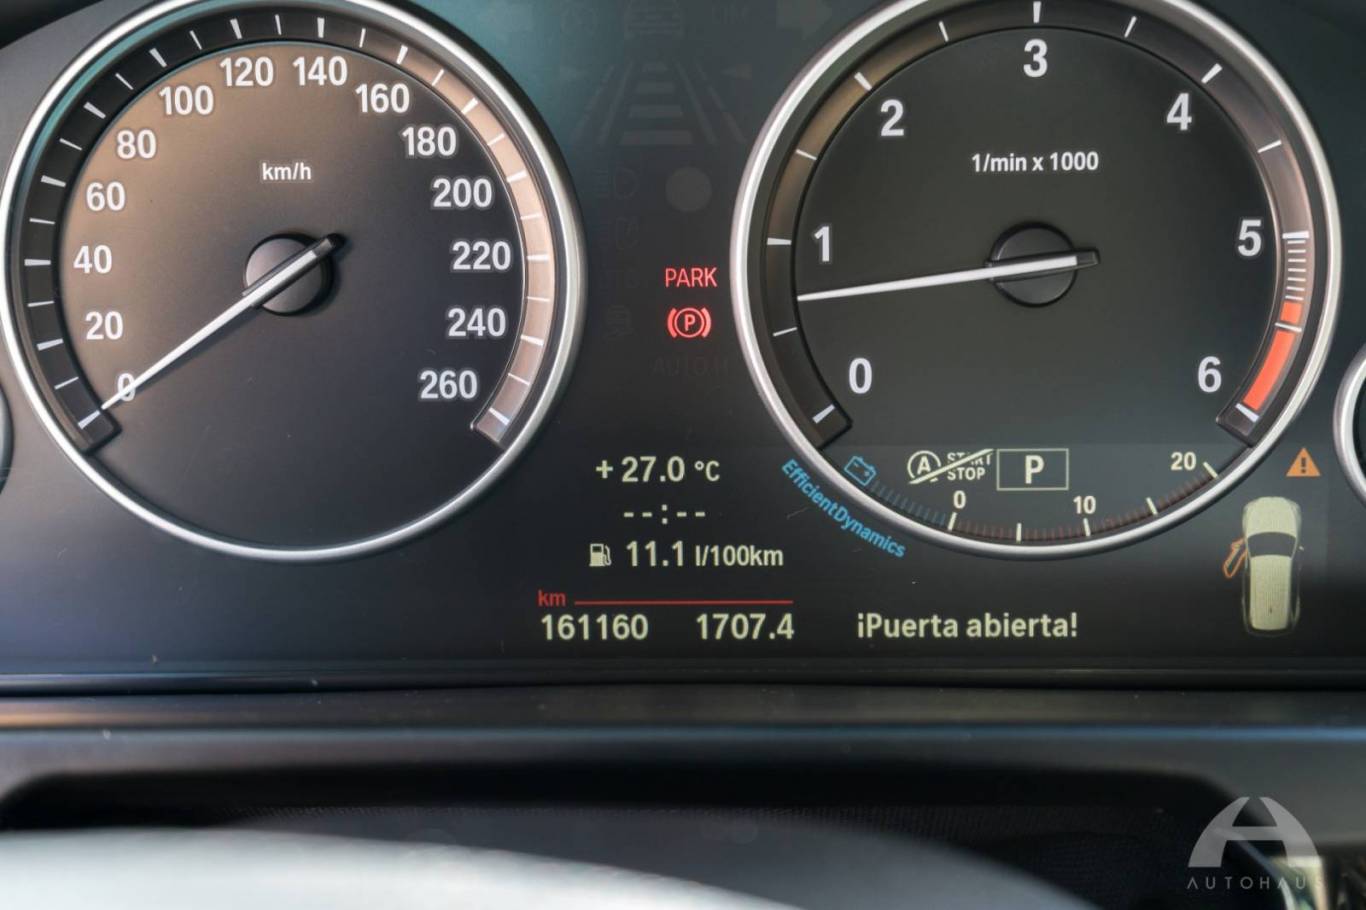 km/h
0
20
40
60
80
100
120
140
160
180
200
220
240
260
PARK
P
1/min x 1000
0
1
2
3
4
5
6
+ 27.0 °C
--:--
11.1 l/100km
km
161160 1707.4
EfficientDynamics
A START
STOP
P
0
10
20
¡Puerta abierta!
AUTOHAUS